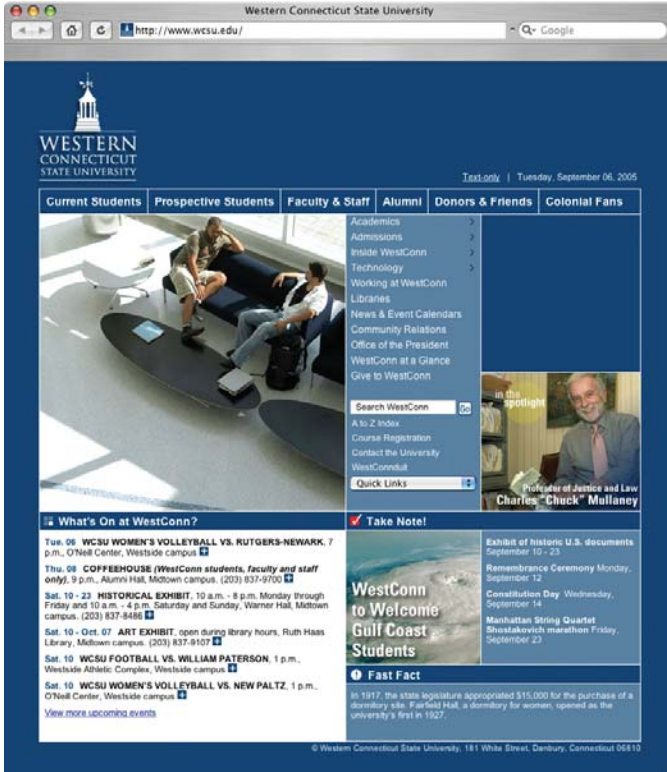 Western Connecticut State University
http://www.wcsu.edu/
Google
WESTERN
CONNECTICUT
STATE UNIVERSITY
Text-only | Tuesday, September 06, 2005
Current Students Prospective Students Faculty & Staff Alumni Donors & Friends Colonial Fans
Academics
Admissions
Inside WestConn
Technology
Working at WestConn
Libraries
News & Event Calendars
Community Relations
Office of the President
WestConn at a Glance
Give to WestConn
Search WestConn Go
A to Z Index
Course Registration
Contact the University
WestConnduit
Quick Links
in the
spotlight
Professor of Justice and Law
Charles "Chuck" Mullaney
What's On at WestConn?
Tue. 06 WCSU WOMEN'S VOLLEYBALL VS. RUTGERS-NEWARK, 7
p.m., O'Neill Center, Westside campus
Thu. 08 COFFEEHOUSE (WestConn students, faculty and staff
only), 9 p.m., Alumni Hall, Midtown campus. (203) 837-9700
Sat. 10 - 23 HISTORICAL EXHIBIT, 10 a.m. - 8 p.m. Monday through
Friday and 10 a.m. - 4 p.m. Saturday and Sunday, Warner Hall, Midtown
campus. (203) 837-8486
Sat. 10 - Oct. 07 ART EXHIBIT, open during library hours, Ruth Haas
Library, Midtown campus. (203) 837-9107
Sat. 10 WCSU FOOTBALL VS. WILLIAM PATERSON, 1 p.m.,
Westside Athletic Complex, Westside campus
Sat. 10 WCSU WOMEN'S VOLLEYBALL VS. NEW PALTZ, 1 p.m.,
O'Neill Center, Westside campus
View more upcoming events
Take Note!
WestConn
to Welcome
Gulf Coast
Students
Exhibit of historic U.S. documents
September 10 - 23
Remembrance Ceremony Monday,
September 12
Constitution Day Wednesday,
September 14
Manhattan String Quartet
Shostakovich marathon Friday,
September 23
Fast Fact
In 1917, the state legislature appropriated $15,000 for the purchase of a
dormitory site. Fairfield Hall, a dormitory for women, opened as the
university's first in 1927.
© Western Connecticut State University, 181 White Street, Danbury, Connecticut 06810